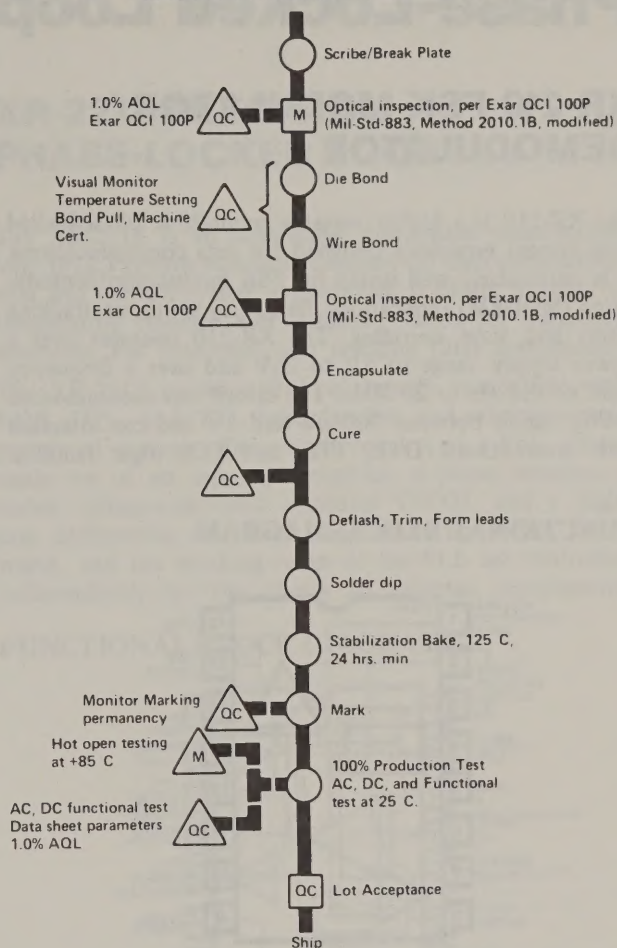 Scribe/Break Plate
1.0% AQL
Exar QCI 100P
QC
M
Optical inspection, per Exar QCI 100P
(Mil-Std-883, Method 2010.1B, modified)
Visual Monitor
Temperature Setting
Bond Pull, Machine
Cert.
QC
Die Bond
Wire Bond
1.0% AQL
Exar QCI 100P
QC
Optical inspection, per Exar QCI 100P
(Mil-Std-883, Method 2010.1B, modified)
Encapsulate
Cure
QC
Deflash, Trim, Form leads
Solder dip
Stabilization Bake, 125 C,
24 hrs. min
Monitor Marking
permanency
QC
Mark
Hot open testing
at +85 C
M
100% Production Test
AC, DC, and Functional
test at 25 C.
AC, DC functional test
Data sheet parameters
1.0% AQL
QC
QC
Lot Acceptance
Ship